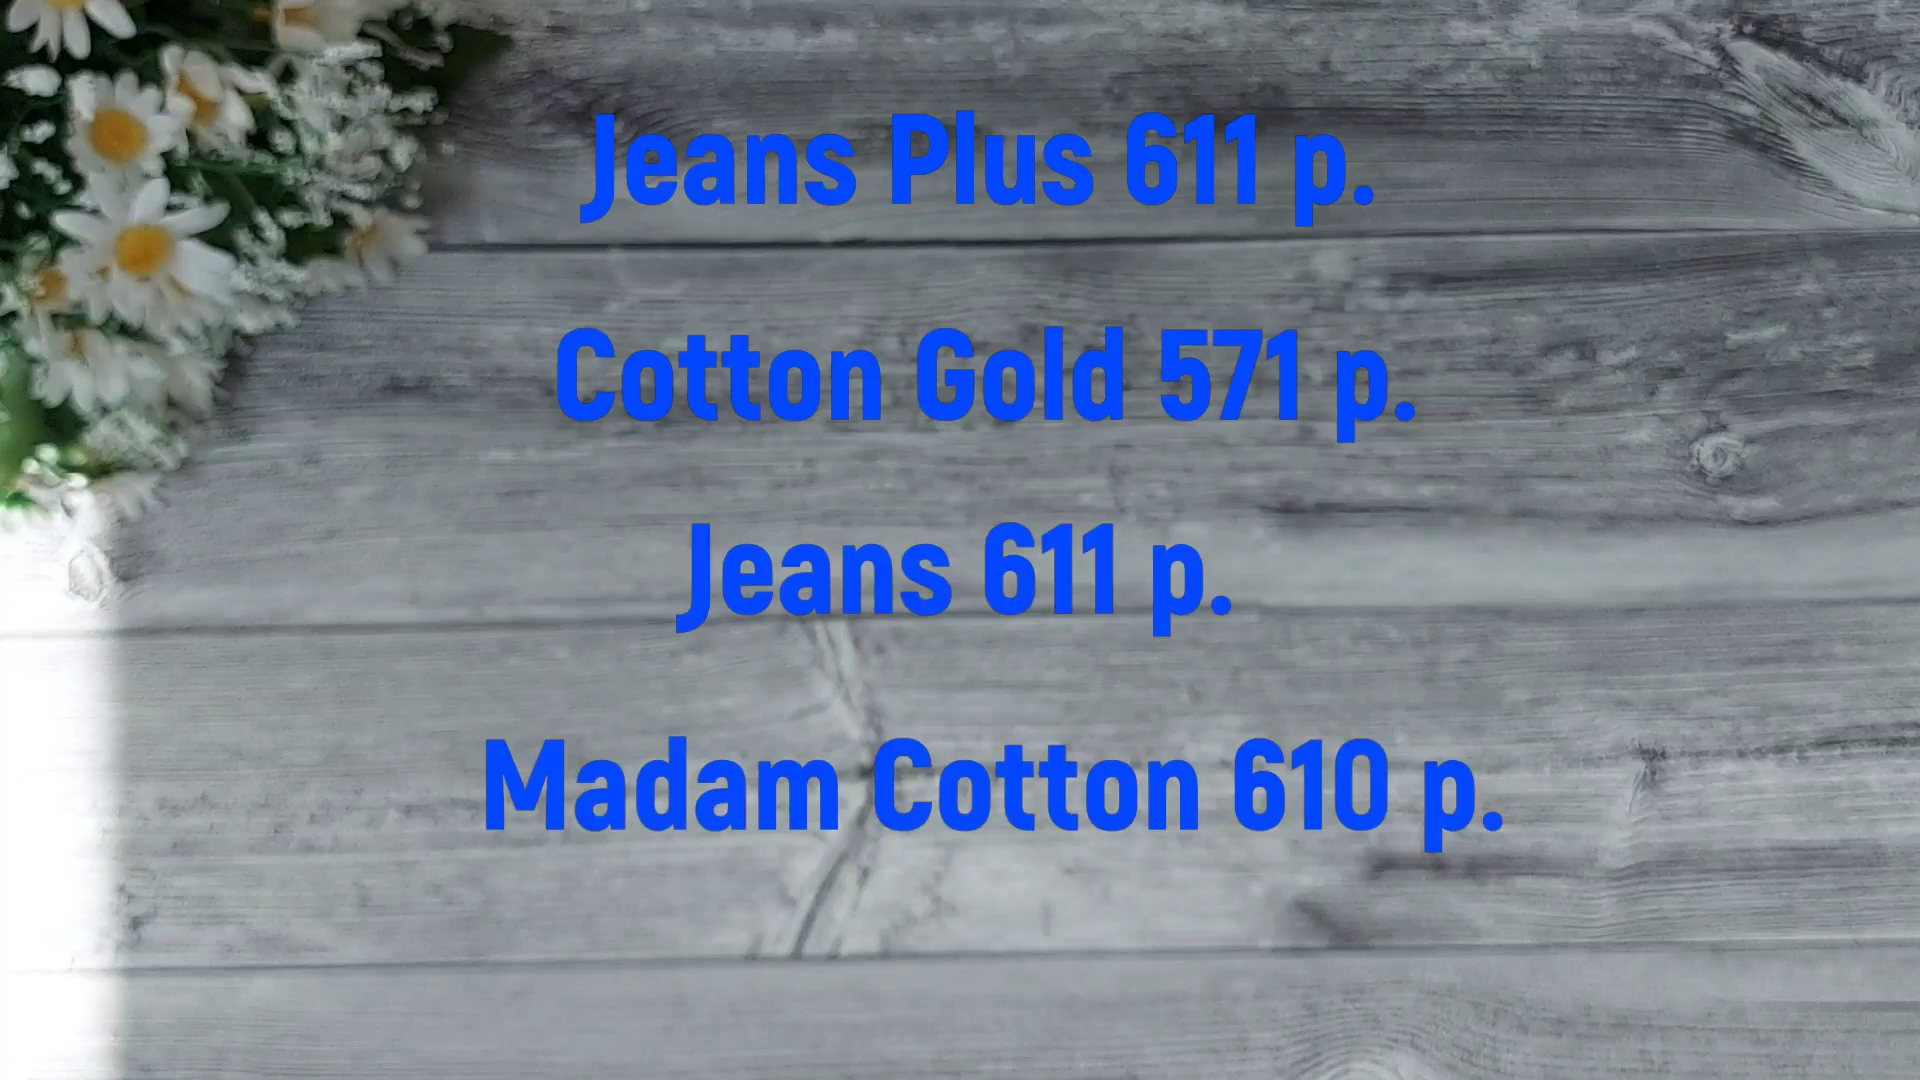 Jeans Plus 611 р.
Cotton Gold 571 р.
Jeans 611 р.
Madam Cotton 610 р.